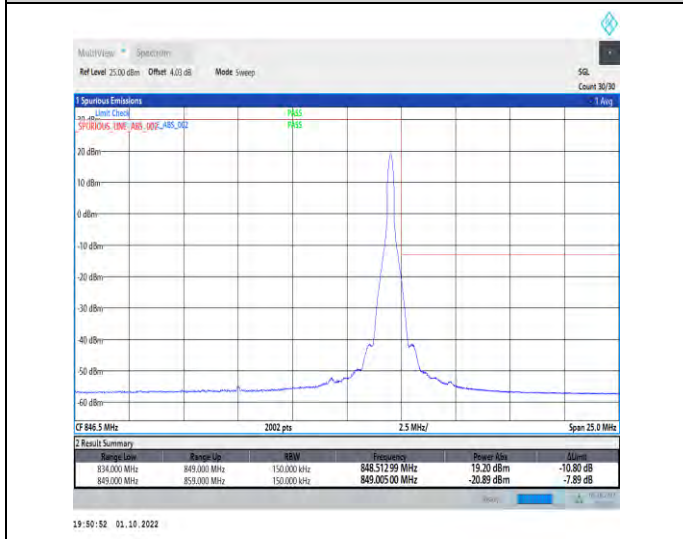 MultiView Spectrum
Ref Level 25.00 dBm Offset 4.03 dB Mode Sweep SGL
Count 30/30
1 Spurious Emissions 1 Avg
Limit Check PASS
PASS
20 dBm
10 dBm
0 dBm
-10 dBm
-20 dBm
-30 dBm
-40 dBm
-50 dBm
-60 dBm
CF 846.5 MHz 2002 pts 2.5 MHz/ Span 25.0 MHz
2 Result Summary
Range Low Range Up RBW Frequency Power Abs ΔLimit
834.000 MHz 849.000 MHz 150.000 kHz 848.51299 MHz 19.20 dBm -10.80 dB
849.000 MHz 859.000 MHz 150.000 kHz 849.00500 MHz -20.89 dBm -7.89 dB
19:50:52 01.10.2022